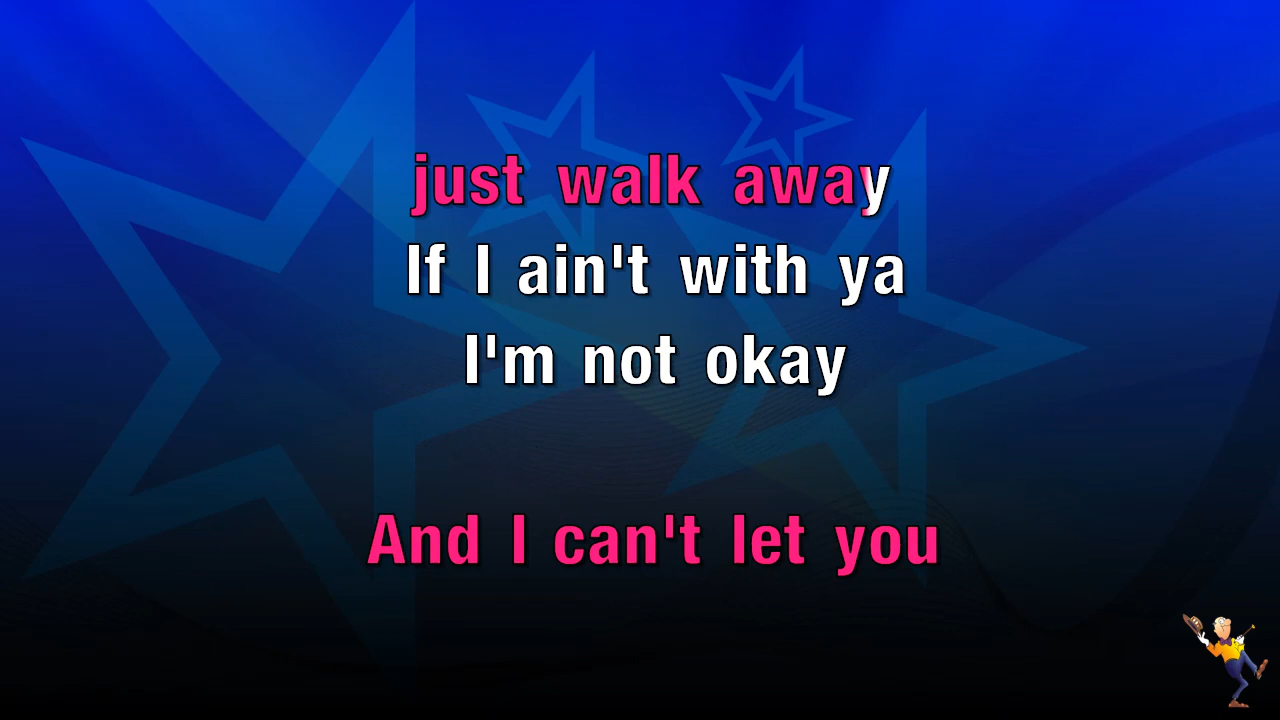 just walk away
If I ain't with ya
I'm not okay
And I can't let you